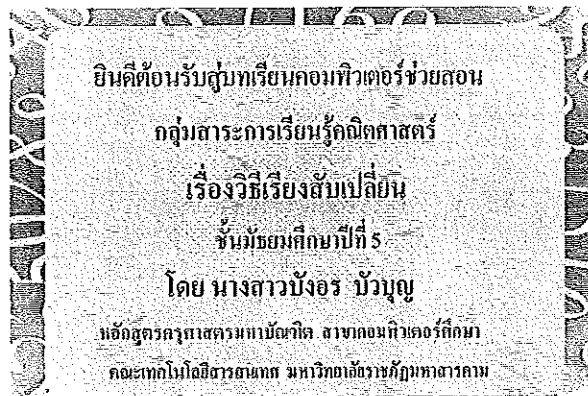 ยินดีต้อนรับสู่บทเรียนคอมพิวเตอร์ช่วยสอน
กลุ่มสาระการเรียนรู้คณิตศาสตร์
เรื่องวิธีเรียงสับเปลี่ยน
ชั้นมัธยมศึกษาปีที่ 5
โดย นางสาวบังอร บัวบุญ
หลักสูตรครุศาสตรมหาบัณฑิต สาขาคอมพิวเตอร์ศึกษา
คณะเทคโนโลยีสารสนเทศ มหาวิทยาลัยราชภัฏมหาสารคาม